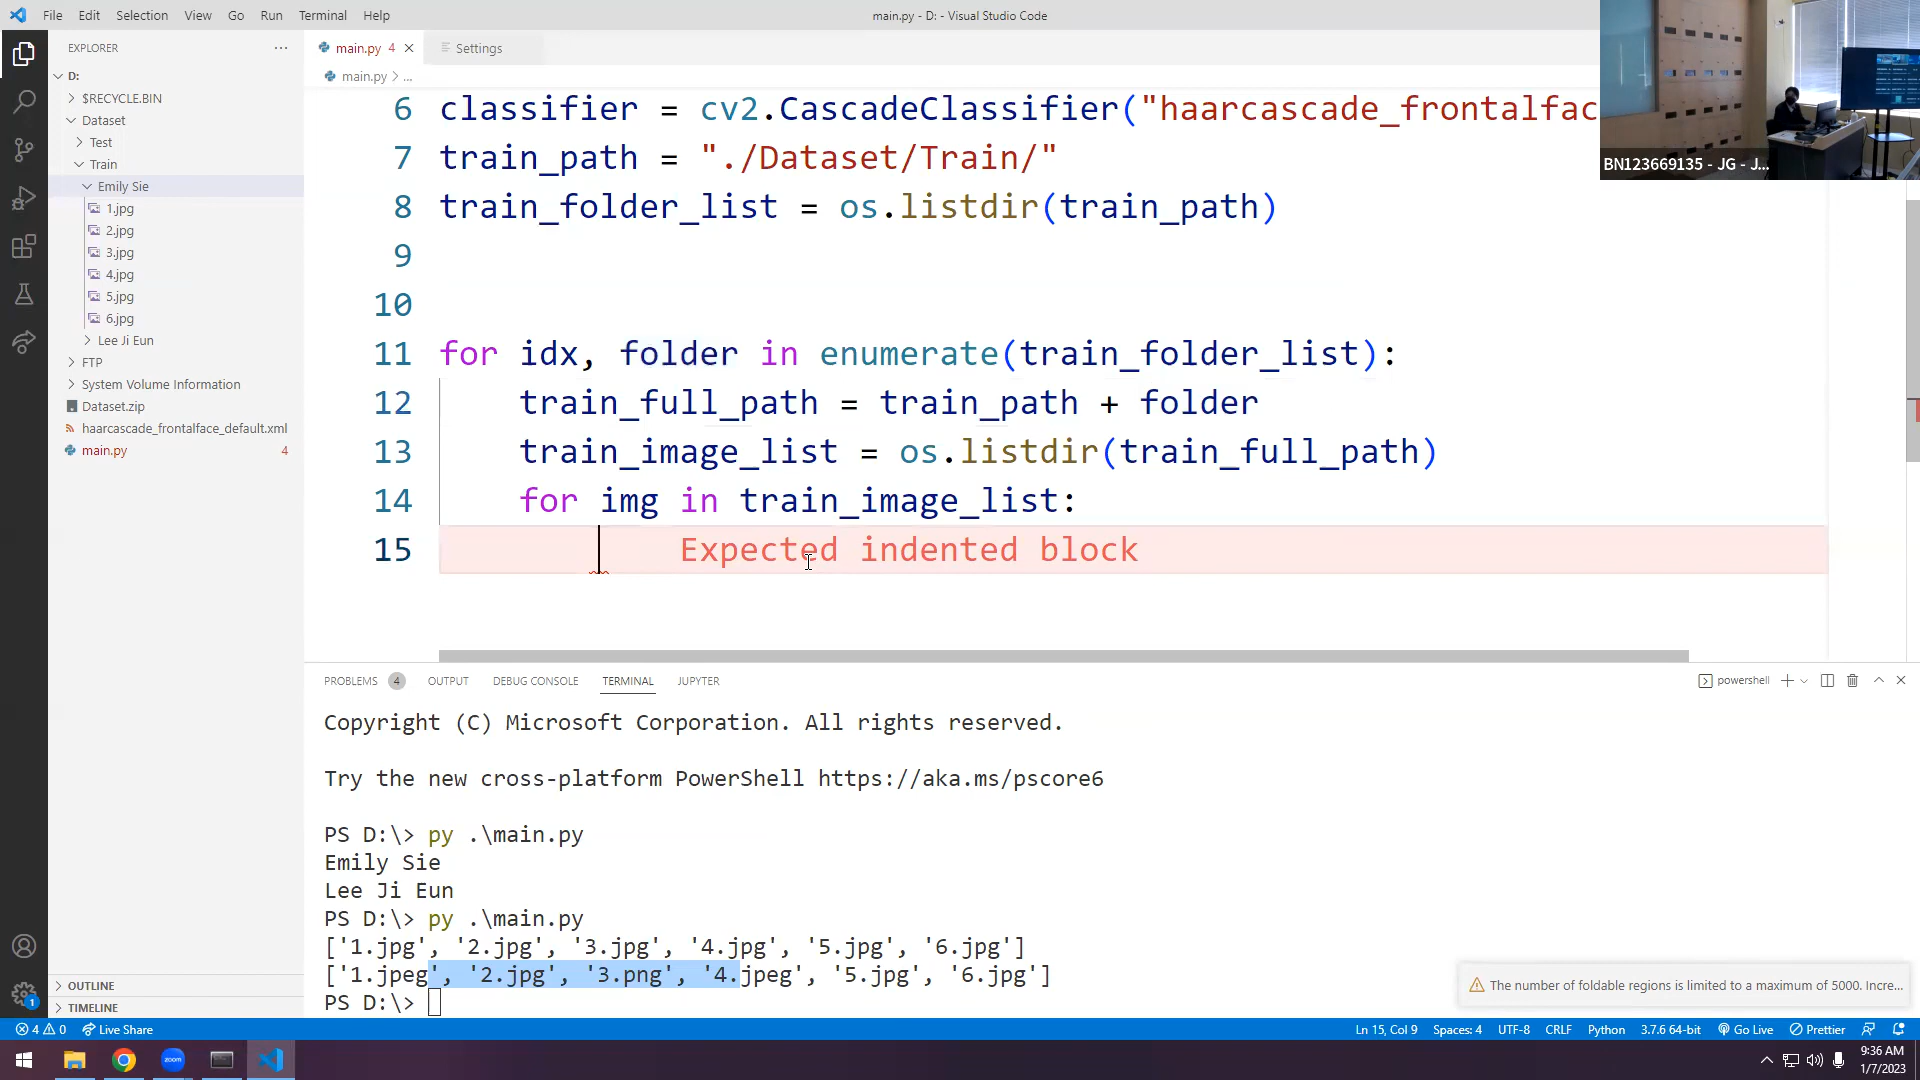 File Edit Selection View Go Run Terminal Help
main.py - D: - Visual Studio Code
EXPLORER
main.py 4
Settings
D:
main.py > ...
$RECYCLE.BIN
Dataset
Test
Train
Emily Sie
1.jpg
2.jpg
3.jpg
4.jpg
5.jpg
6.jpg
Lee Ji Eun
FTP
System Volume Information
Dataset.zip
haarcascade_frontalface_default.xml
main.py 4
OUTLINE
TIMELINE
6 classifier = cv2.CascadeClassifier("haarcascade_frontalfac
7 train_path = "./Dataset/Train/"
8 train_folder_list = os.listdir(train_path)
9
10
11 for idx, folder in enumerate(train_folder_list):
12 train_full_path = train_path + folder
13 train_image_list = os.listdir(train_full_path)
14 for img in train_image_list:
15 Expected indented block
BN123669135 - JG - J...
PROBLEMS 4 OUTPUT DEBUG CONSOLE TERMINAL JUPYTER
powershell
Copyright (C) Microsoft Corporation. All rights reserved.
Try the new cross-platform PowerShell https://aka.ms/pscore6
PS D:\> py .\main.py
Emily Sie
Lee Ji Eun
PS D:\> py .\main.py
['1.jpg', '2.jpg', '3.jpg', '4.jpg', '5.jpg', '6.jpg']
['1.jpeg', '2.jpg', '3.png', '4.jpeg', '5.jpg', '6.jpg']
PS D:\>
The number of foldable regions is limited to a maximum of 5000. Incre...
1
4 0 Live Share
Ln 15, Col 9 Spaces: 4 UTF-8 CRLF Python 3.7.6 64-bit Go Live Prettier
zoom
9:36 AM
1/7/2023